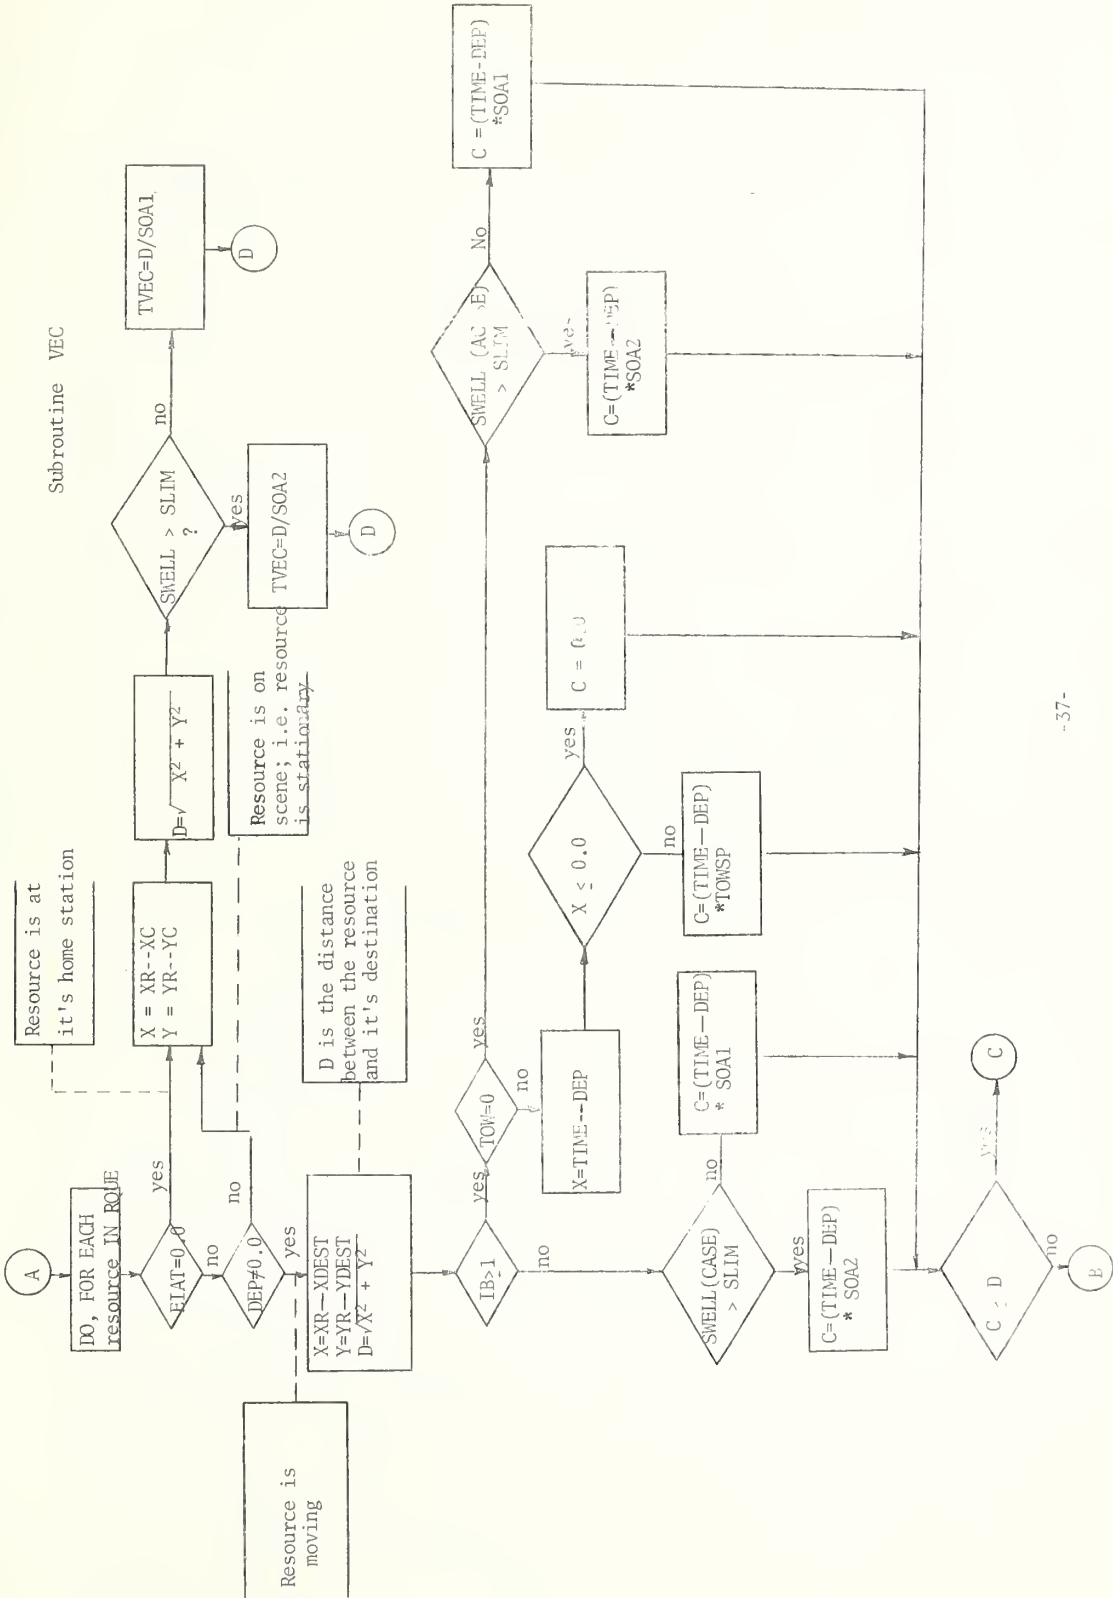 Subroutine VEC
A
DO, FOR EACH
resource IN RQUE
EIAT=0.0
yes
no
Resource is at
it's home station
X = XR--XC
Y = YR--YC
D=√X² + Y²
SWELL > SLIM
?
no
TVEC=D/SOA1
D
yes
TVEC=D/SOA2
D
DEP≠0.0
no
yes
Resource is on
scene; i.e. resource
is stationary
Resource is
moving
X=XR--XDEST
Y=YR--YDEST
D=√X² + Y²
D is the distance
between the resource
and it's destination
IB≥1
yes
no
TOW=0
yes
no
SWELL
> SLIM
No
C =(TIME-DEP)
*SOA1
C=(TIME--DEP)
*SOA2
X=TIME--DEP
X ≤ 0.0
yes
C =
no
C=(TIME--DEP)
*TOWSP
SWELL(CASE)
> SLIM
no
C=(TIME--DEP)
* SOA1
yes
C=(TIME--DEP)
* SOA2
C D
yes
C
no
B
-37-